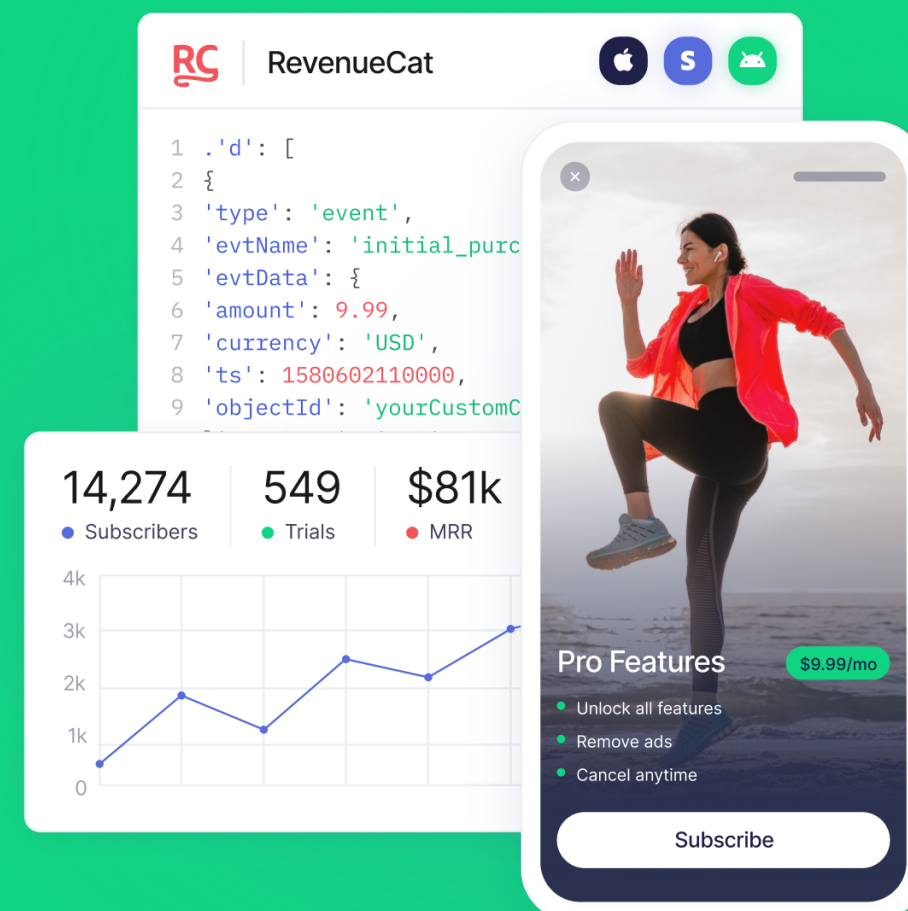 RC RevenueCat S
1 .'d': [
2 {
3 'type': 'event',
4 'evtName': 'initial_purc
5 'evtData': {
6 'amount': 9.99,
7 'currency': 'USD',
8 'ts': 1580602110000,
9 'objectId': 'yourCustomC
14,274 549 $81k
Subscribers Trials MRR
4k
3k
2k
1k
0
Pro Features $9.99/mo
Unlock all features
Remove ads
Cancel anytime
Subscribe